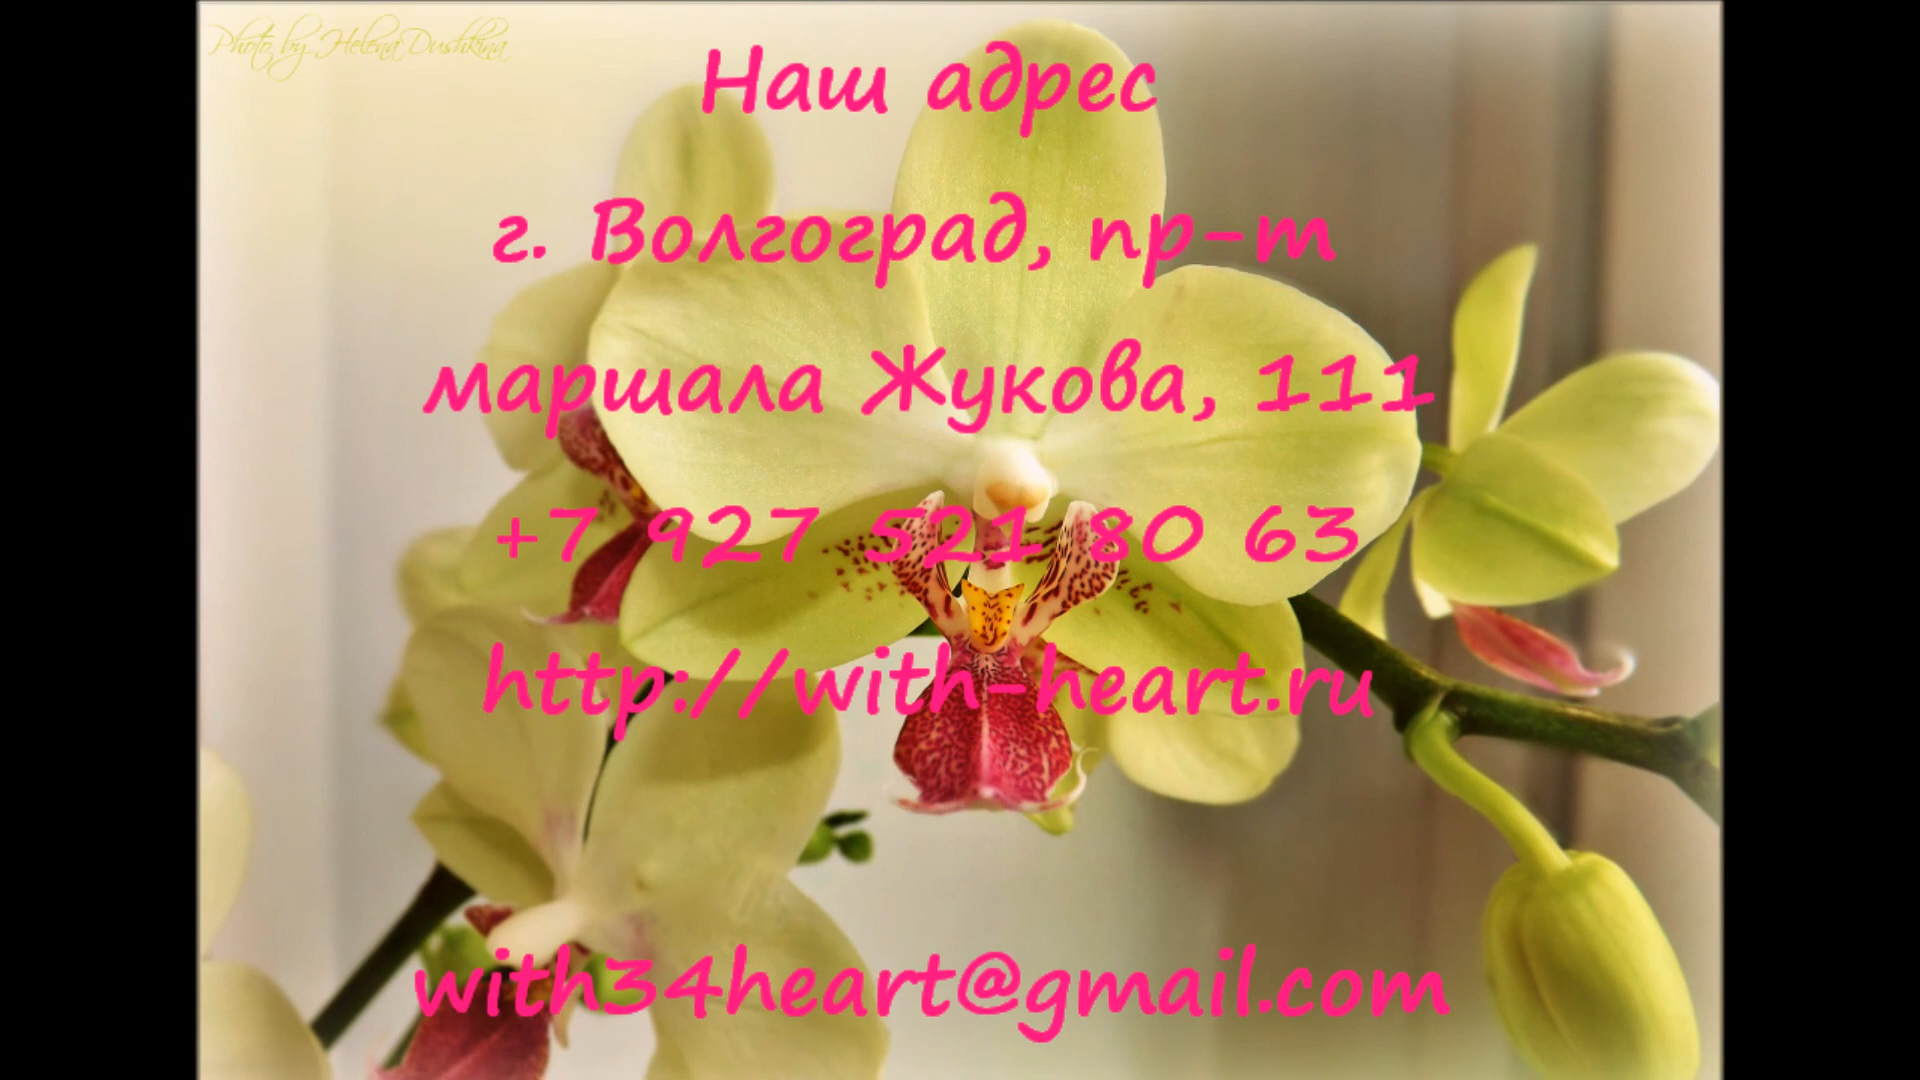 Photo by Helena Dushkina
Наш адрес
г. Волгоград, пр-т
маршала Жукова, 111
+7 927 521 80 63
http://with-heart.ru
with34heart@gmail.com